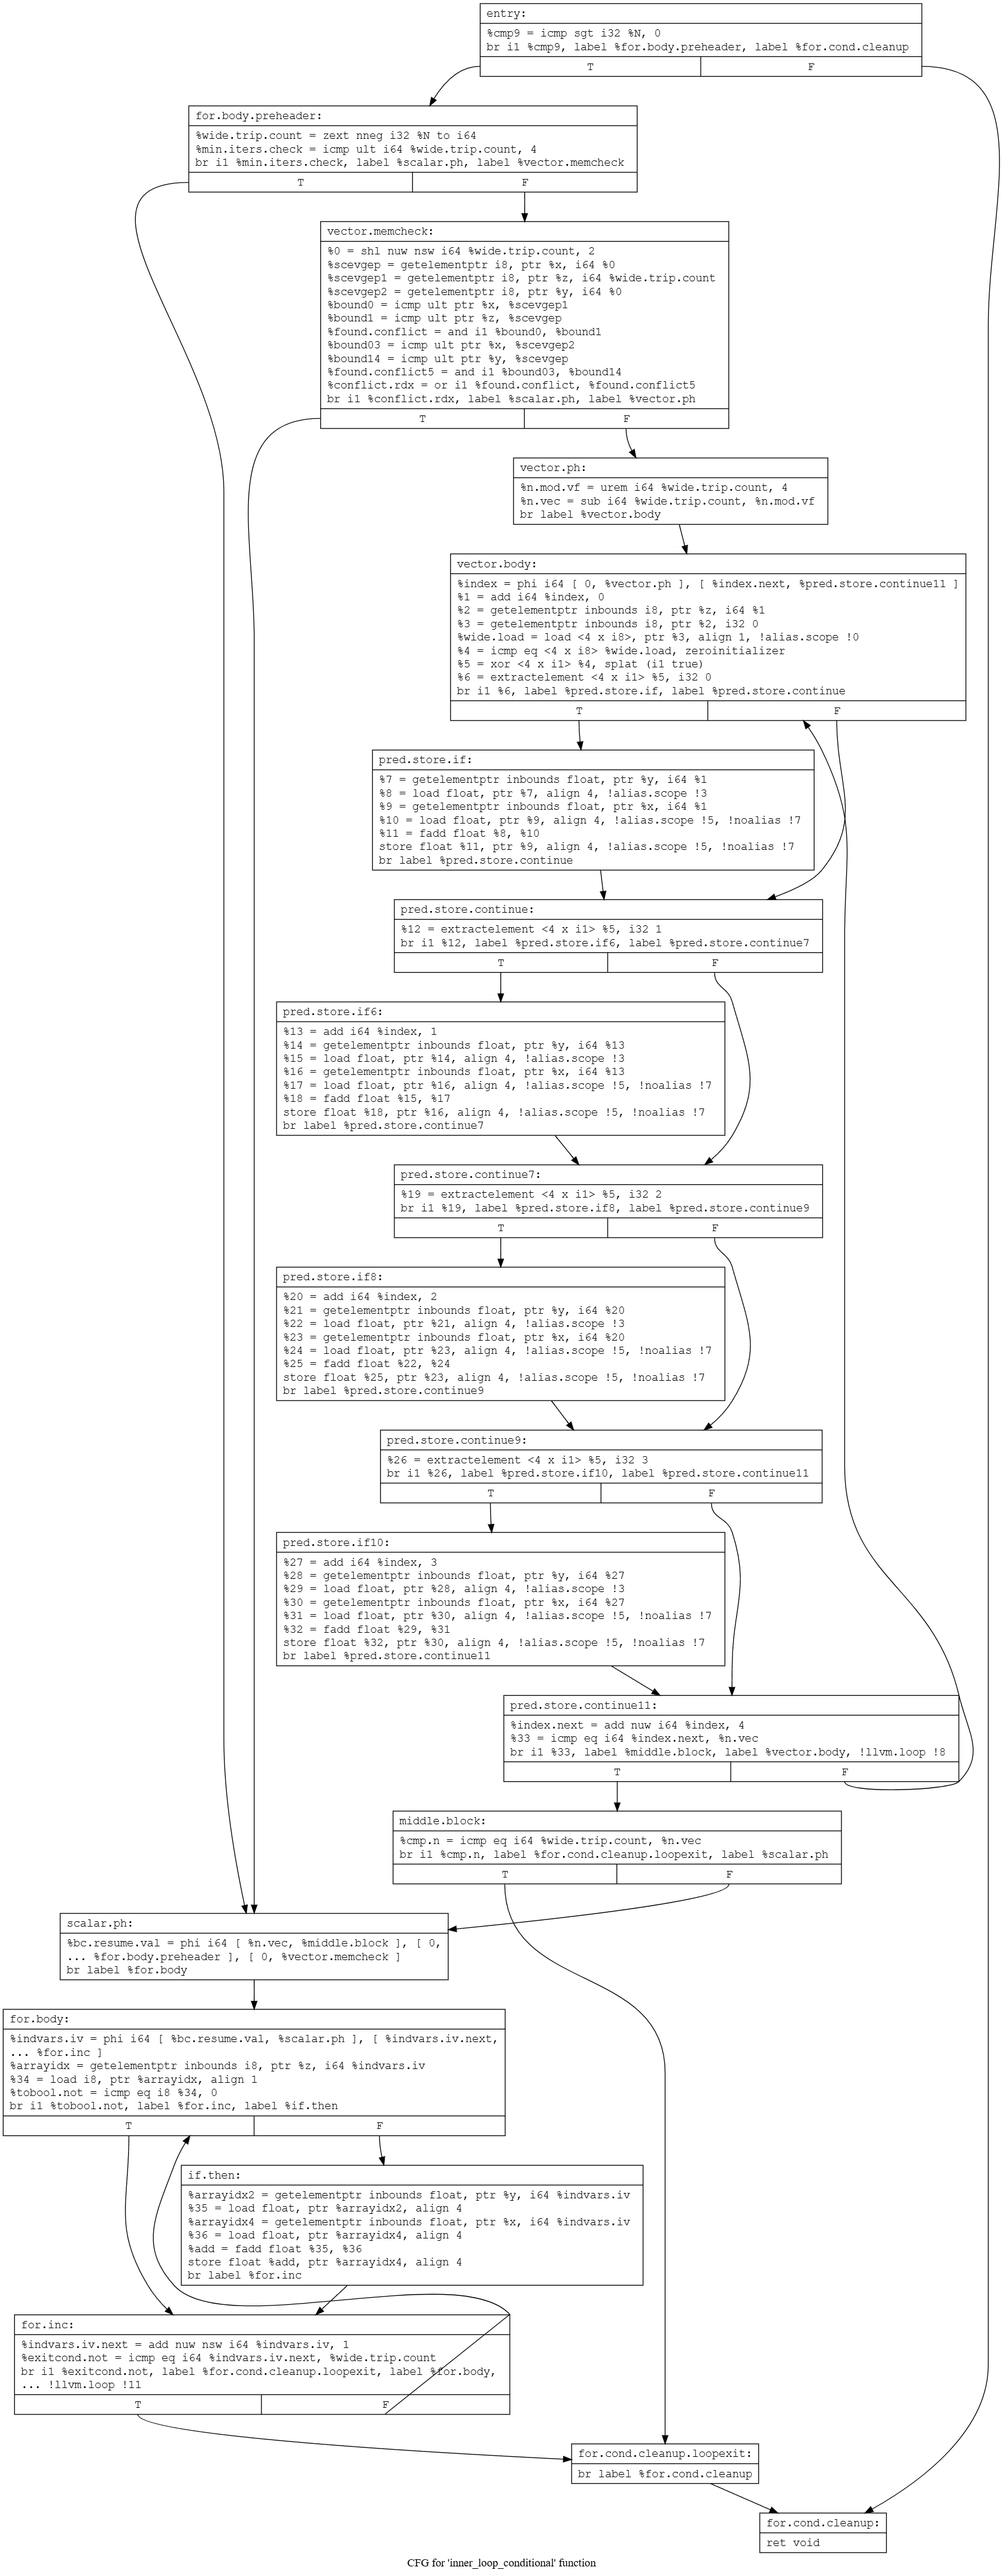 entry:
%cmp9 = icmp sgt i32 %N, 0
br i1 %cmp9, label %for.body.preheader, label %for.cond.cleanup
T F
for.body.preheader:
%wide.trip.count = zext nneg i32 %N to i64
%min.iters.check = icmp ult i64 %wide.trip.count, 4
br i1 %min.iters.check, label %scalar.ph, label %vector.memcheck
T F
vector.memcheck:
%0 = shl nuw nsw i64 %wide.trip.count, 2
%scevgep = getelementptr i8, ptr %x, i64 %0
%scevgep1 = getelementptr i8, ptr %z, i64 %wide.trip.count
%scevgep2 = getelementptr i8, ptr %y, i64 %0
%bound0 = icmp ult ptr %x, %scevgep1
%bound1 = icmp ult ptr %z, %scevgep
%found.conflict = and i1 %bound0, %bound1
%bound03 = icmp ult ptr %x, %scevgep2
%bound14 = icmp ult ptr %y, %scevgep
%found.conflict5 = and i1 %bound03, %bound14
%conflict.rdx = or i1 %found.conflict, %found.conflict5
br i1 %conflict.rdx, label %scalar.ph, label %vector.ph
T F
vector.ph:
%n.mod.vf = urem i64 %wide.trip.count, 4
%n.vec = sub i64 %wide.trip.count, %n.mod.vf
br label %vector.body
vector.body:
%index = phi i64 [ 0, %vector.ph ], [ %index.next, %pred.store.continue11 ]
%1 = add i64 %index, 0
%2 = getelementptr inbounds i8, ptr %z, i64 %1
%3 = getelementptr inbounds i8, ptr %2, i32 0
%wide.load = load <4 x i8>, ptr %3, align 1, !alias.scope !0
%4 = icmp eq <4 x i8> %wide.load, zeroinitializer
%5 = xor <4 x i1> %4, splat (i1 true)
%6 = extractelement <4 x i1> %5, i32 0
br i1 %6, label %pred.store.if, label %pred.store.continue
T F
pred.store.if:
%7 = getelementptr inbounds float, ptr %y, i64 %1
%8 = load float, ptr %7, align 4, !alias.scope !3
%9 = getelementptr inbounds float, ptr %x, i64 %1
%10 = load float, ptr %9, align 4, !alias.scope !5, !noalias !7
%11 = fadd float %8, %10
store float %11, ptr %9, align 4, !alias.scope !5, !noalias !7
br label %pred.store.continue
pred.store.continue:
%12 = extractelement <4 x i1> %5, i32 1
br i1 %12, label %pred.store.if6, label %pred.store.continue7
T F
pred.store.if6:
%13 = add i64 %index, 1
%14 = getelementptr inbounds float, ptr %y, i64 %13
%15 = load float, ptr %14, align 4, !alias.scope !3
%16 = getelementptr inbounds float, ptr %x, i64 %13
%17 = load float, ptr %16, align 4, !alias.scope !5, !noalias !7
%18 = fadd float %15, %17
store float %18, ptr %16, align 4, !alias.scope !5, !noalias !7
br label %pred.store.continue7
pred.store.continue7:
%19 = extractelement <4 x i1> %5, i32 2
br i1 %19, label %pred.store.if8, label %pred.store.continue9
T F
pred.store.if8:
%20 = add i64 %index, 2
%21 = getelementptr inbounds float, ptr %y, i64 %20
%22 = load float, ptr %21, align 4, !alias.scope !3
%23 = getelementptr inbounds float, ptr %x, i64 %20
%24 = load float, ptr %23, align 4, !alias.scope !5, !noalias !7
%25 = fadd float %22, %24
store float %25, ptr %23, align 4, !alias.scope !5, !noalias !7
br label %pred.store.continue9
pred.store.continue9:
%26 = extractelement <4 x i1> %5, i32 3
br i1 %26, label %pred.store.if10, label %pred.store.continue11
T F
pred.store.if10:
%27 = add i64 %index, 3
%28 = getelementptr inbounds float, ptr %y, i64 %27
%29 = load float, ptr %28, align 4, !alias.scope !3
%30 = getelementptr inbounds float, ptr %x, i64 %27
%31 = load float, ptr %30, align 4, !alias.scope !5, !noalias !7
%32 = fadd float %29, %31
store float %32, ptr %30, align 4, !alias.scope !5, !noalias !7
br label %pred.store.continue11
pred.store.continue11:
%index.next = add nuw i64 %index, 4
%33 = icmp eq i64 %index.next, %n.vec
br i1 %33, label %middle.block, label %vector.body, !llvm.loop !8
T F
middle.block:
%cmp.n = icmp eq i64 %wide.trip.count, %n.vec
br i1 %cmp.n, label %for.cond.cleanup.loopexit, label %scalar.ph
T F
scalar.ph:
%bc.resume.val = phi i64 [ %n.vec, %middle.block ], [ 0,
... %for.body.preheader ], [ 0, %vector.memcheck ]
br label %for.body
for.body:
%indvars.iv = phi i64 [ %bc.resume.val, %scalar.ph ], [ %indvars.iv.next,
... %for.inc ]
%arrayidx = getelementptr inbounds i8, ptr %z, i64 %indvars.iv
%34 = load i8, ptr %arrayidx, align 1
%tobool.not = icmp eq i8 %34, 0
br i1 %tobool.not, label %for.inc, label %if.then
T F
if.then:
%arrayidx2 = getelementptr inbounds float, ptr %y, i64 %indvars.iv
%35 = load float, ptr %arrayidx2, align 4
%arrayidx4 = getelementptr inbounds float, ptr %x, i64 %indvars.iv
%36 = load float, ptr %arrayidx4, align 4
%add = fadd float %35, %36
store float %add, ptr %arrayidx4, align 4
br label %for.inc
for.inc:
%indvars.iv.next = add nuw nsw i64 %indvars.iv, 1
%exitcond.not = icmp eq i64 %indvars.iv.next, %wide.trip.count
br i1 %exitcond.not, label %for.cond.cleanup.loopexit, label %for.body,
... !llvm.loop !11
T F
for.cond.cleanup.loopexit:
br label %for.cond.cleanup
for.cond.cleanup:
ret void
CFG for 'inner_loop_conditional' function